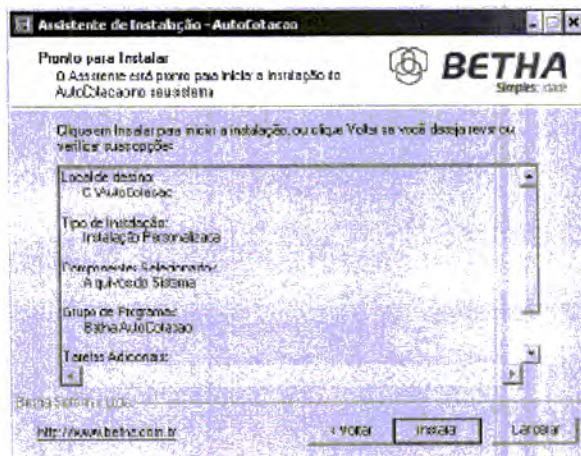 Assistente de Instalação - AutoCotacao
Pronto para Instalar
O Assistente está pronto para iniciar a instalação do
AutoCotacao no seu sistema
BETHA
Simplicidade
Clique em Instalar para iniciar a instalação, ou clique Voltar se você deseja rever ou
verificar suas opções
Local de destino:
C:\AutoCotacao
Tipo de Instalação:
Instalação Personalizada
Componentes Selecionados:
Arquivos do Sistema
Grupo de Programas:
Betha AutoCotacao
Tarefas Adicionais:
Betha Sistemas Ltda
http://www.betha.com.br
< Voltar
Instalar
Cancelar